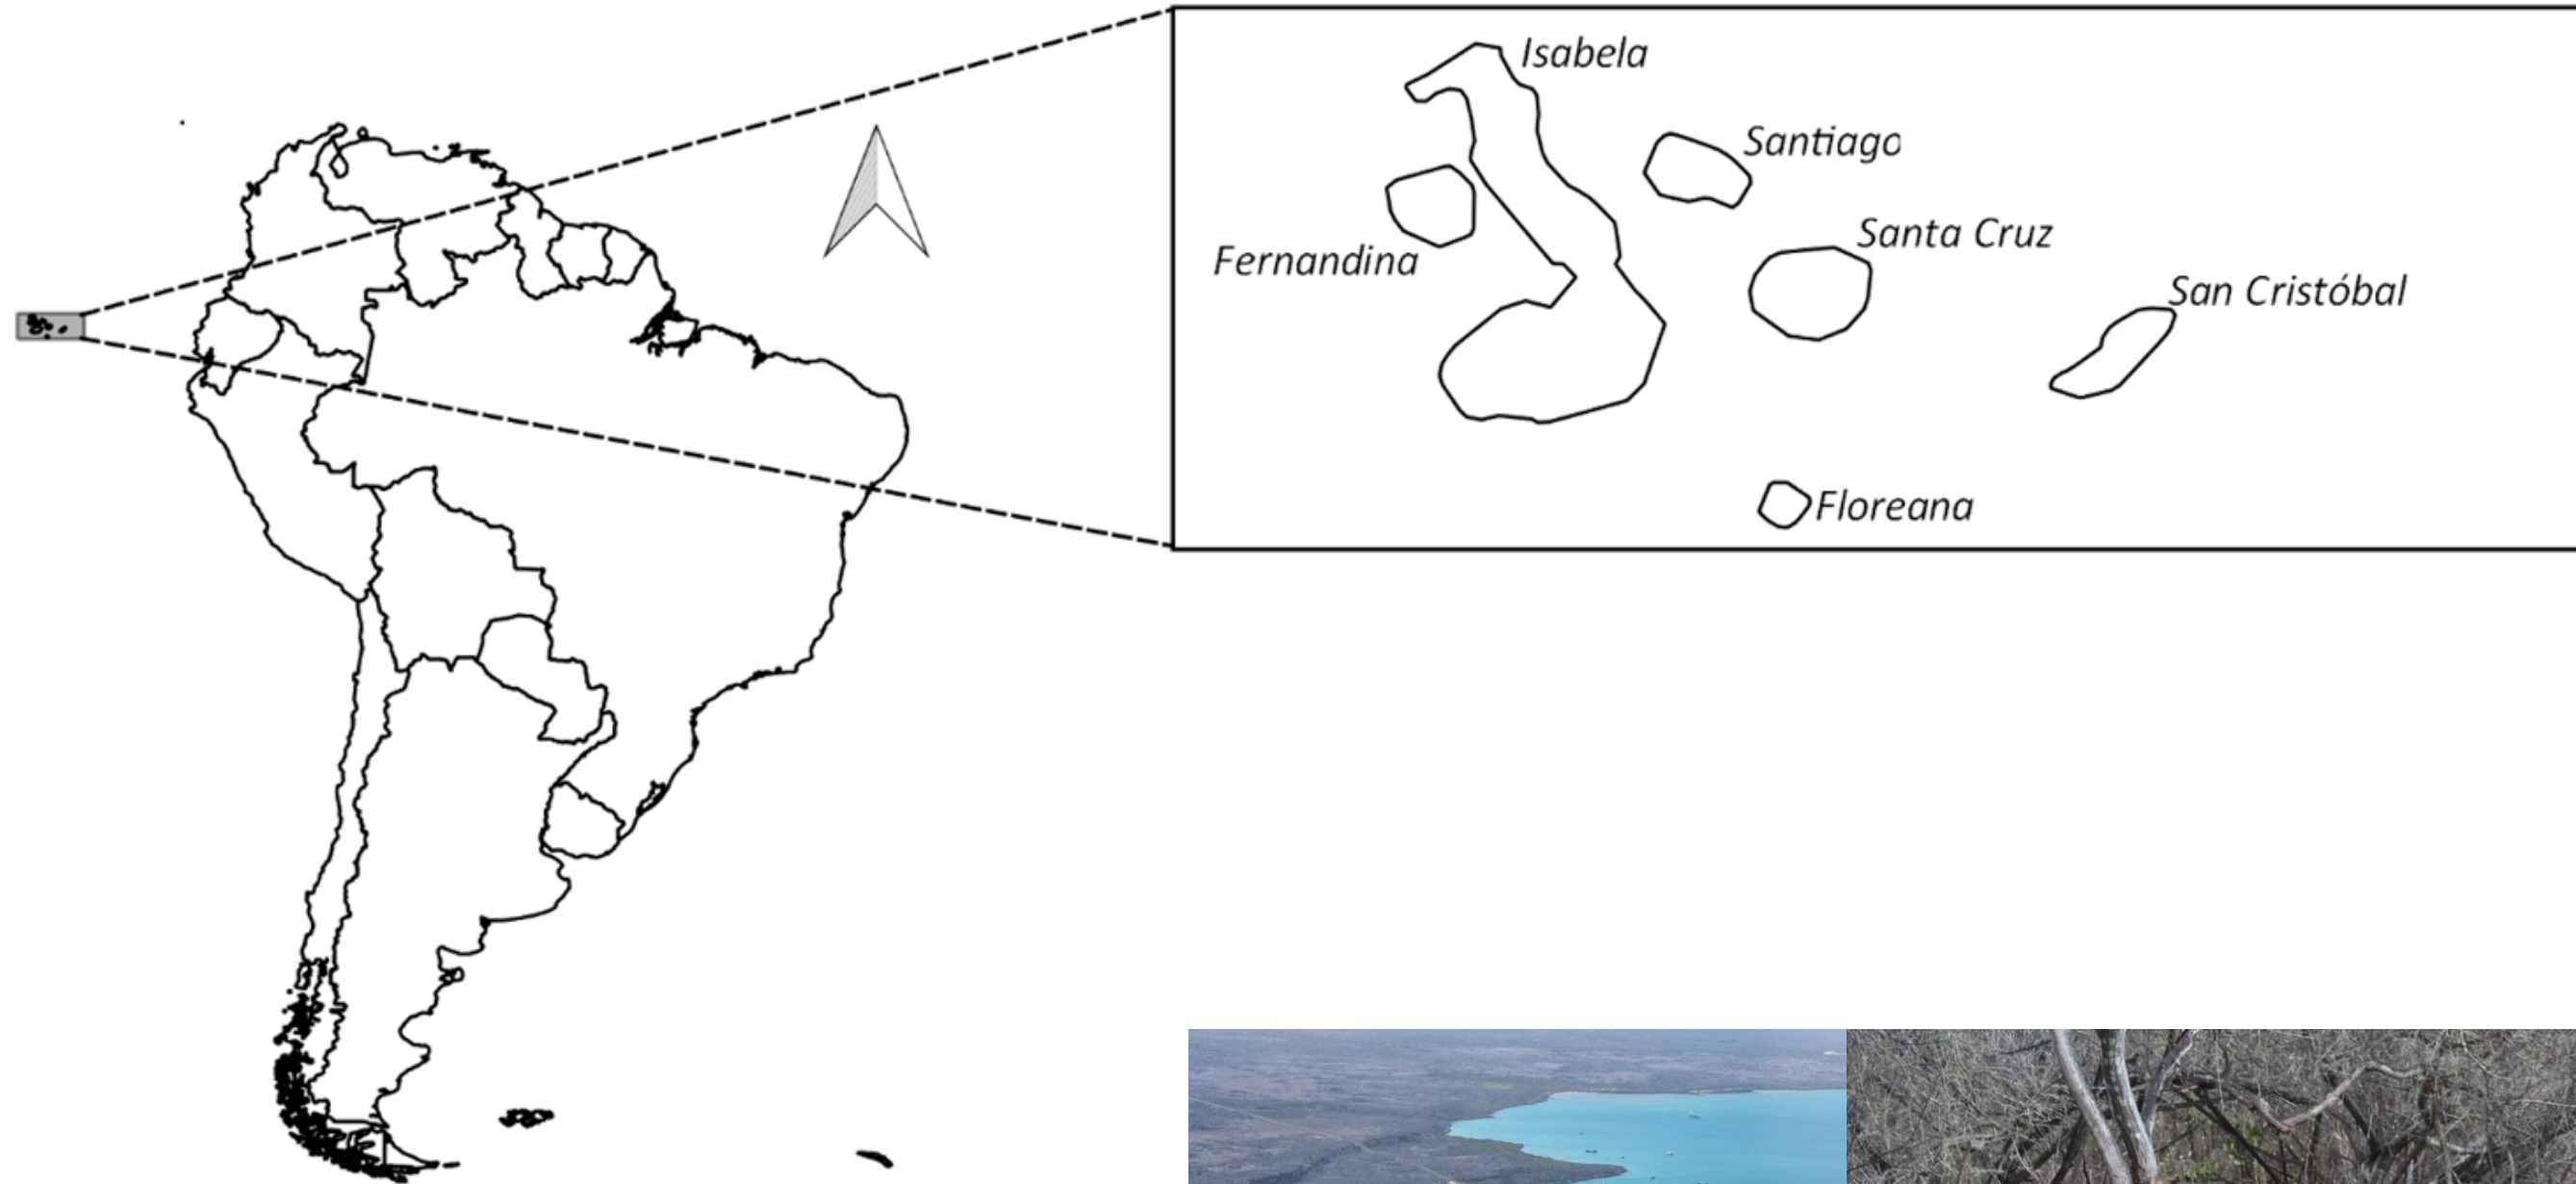 Isabela
Santiago
Santa Cruz
Fernandina
San Cristóbal
Floreana